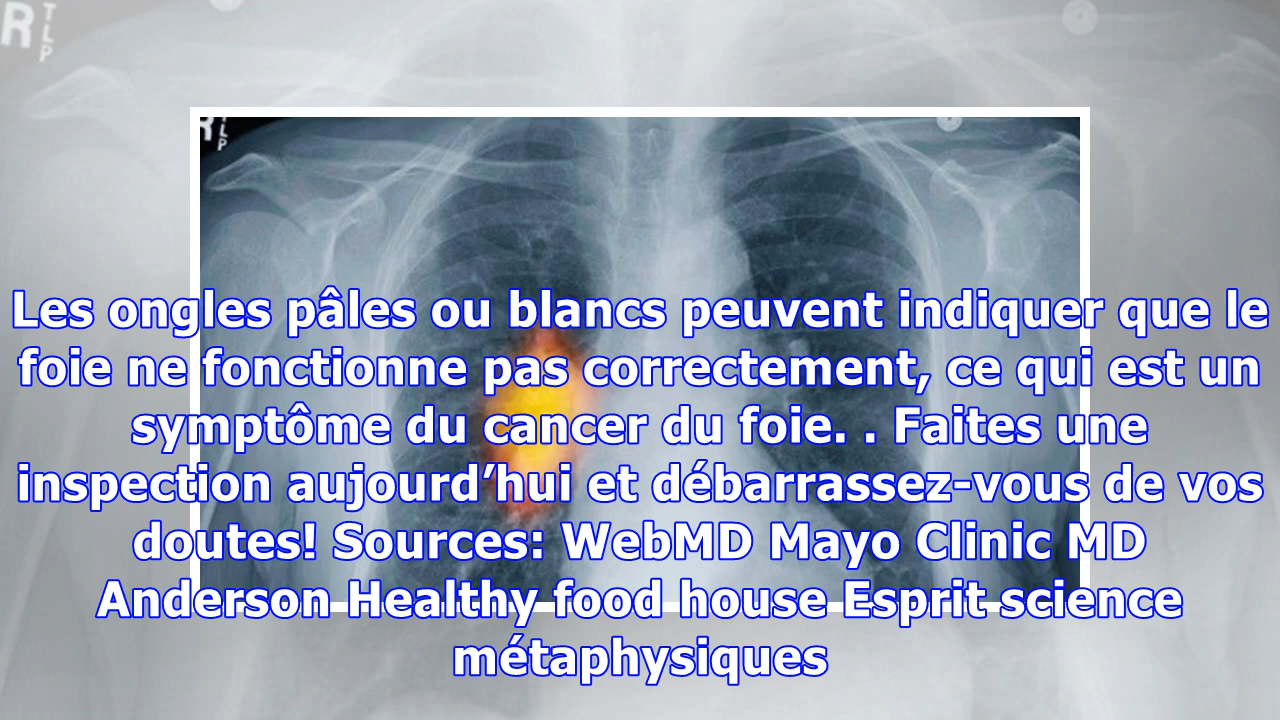 R
TLP
R
TLP
Les ongles pâles ou blancs peuvent indiquer que le
foie ne fonctionne pas correctement, ce qui est un
symptôme du cancer du foie. . Faites une
inspection aujourd’hui et débarrassez-vous de vos
doutes! Sources: WebMD Mayo Clinic MD
Anderson Healthy food house Esprit science
métaphysiques